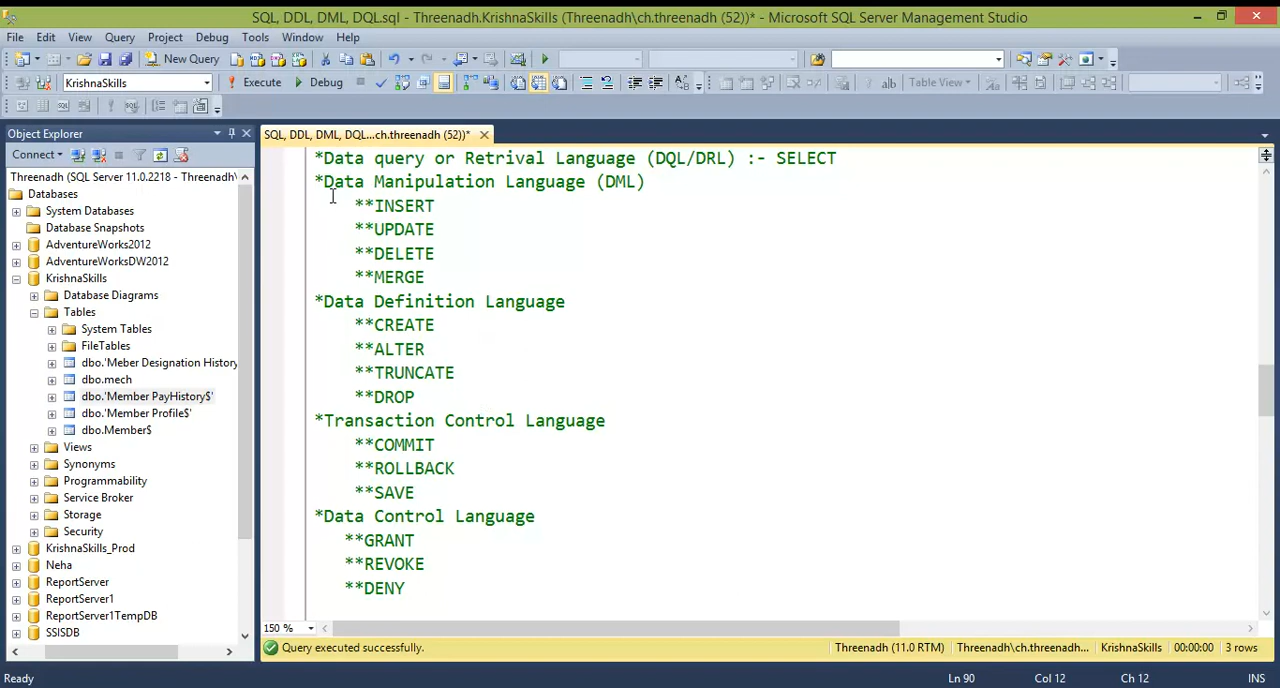 SQL, DDL, DML, DQL.sql - Threenadh.KrishnaSkills (Threenadh\ch.threenadh (52))* - Microsoft SQL Server Management Studio
File Edit View Query Project Debug Tools Window Help
New Query
KrishnaSkills Execute Debug Table View
Object Explorer
SQL, DDL, DML, DQL...ch.threenadh (52))*
Connect
Threenadh (SQL Server 11.0.2218 - Threenadh\
Databases
System Databases
Database Snapshots
AdventureWorks2012
AdventureWorksDW2012
KrishnaSkills
Database Diagrams
Tables
System Tables
FileTables
dbo.'Meber Designation History
dbo.mech
dbo.'Member PayHistory$'
dbo.'Member Profile$'
dbo.Member$
Views
Synonyms
Programmability
Service Broker
Storage
Security
KrishnaSkills_Prod
Neha
ReportServer
ReportServer1
ReportServer1TempDB
SSISDB
*Data query or Retrival Language (DQL/DRL) :- SELECT
*Data Manipulation Language (DML)
**INSERT
**UPDATE
**DELETE
**MERGE
*Data Definition Language
**CREATE
**ALTER
**TRUNCATE
**DROP
*Transaction Control Language
**COMMIT
**ROLLBACK
**SAVE
*Data Control Language
**GRANT
**REVOKE
**DENY
150 %
Query executed successfully. Threenadh (11.0 RTM) Threenadh\ch.threenadh... KrishnaSkills 00:00:00 3 rows
Ready Ln 90 Col 12 Ch 12 INS